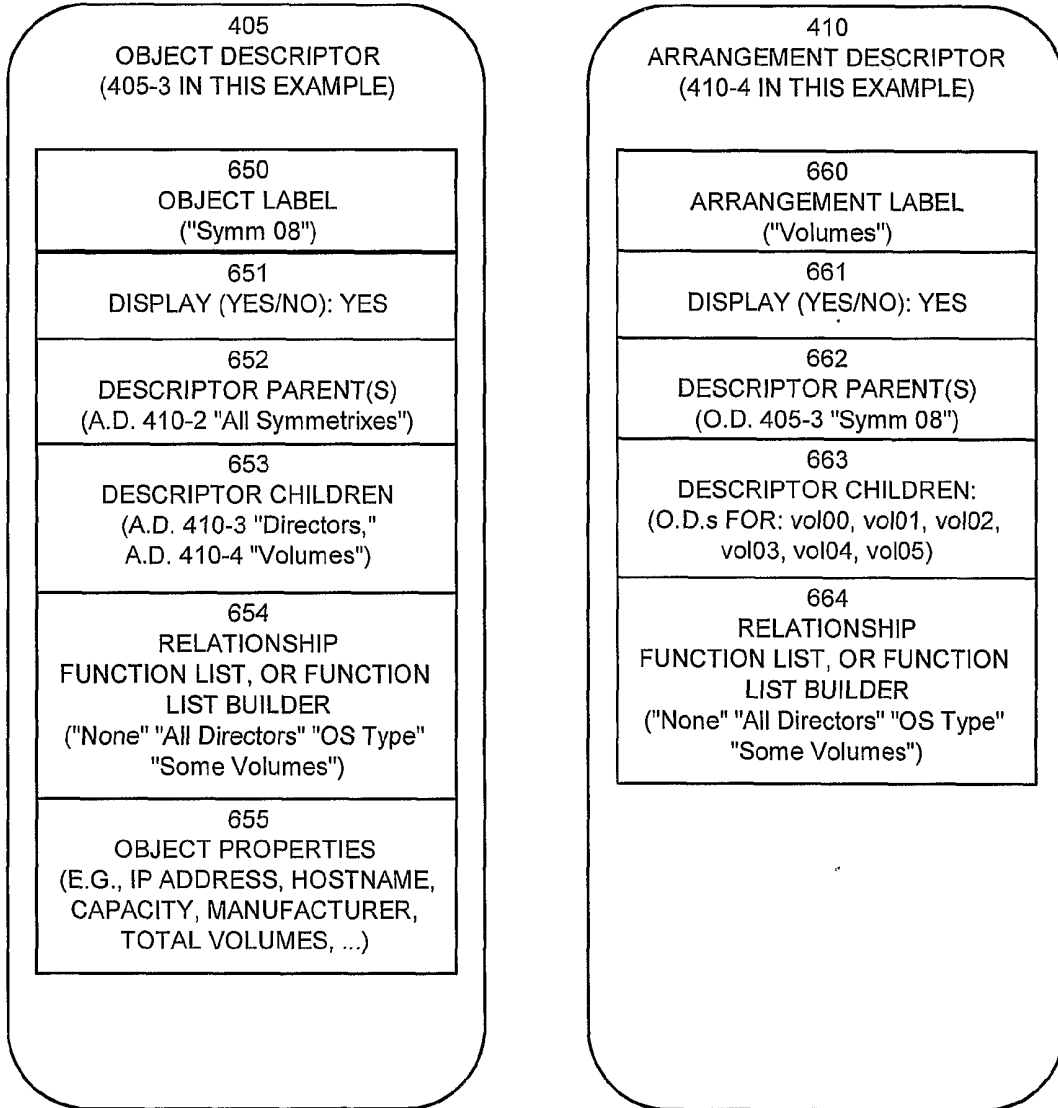 405
OBJECT DESCRIPTOR
(405-3 IN THIS EXAMPLE)
650
OBJECT LABEL
("Symm 08")
651
DISPLAY (YES/NO): YES
652
DESCRIPTOR PARENT(S)
(A.D. 410-2 "All Symmetrixes")
653
DESCRIPTOR CHILDREN
(A.D. 410-3 "Directors,"
A.D. 410-4 "Volumes")
654
RELATIONSHIP
FUNCTION LIST, OR FUNCTION
LIST BUILDER
("None" "All Directors" "OS Type"
"Some Volumes")
655
OBJECT PROPERTIES
(E.G., IP ADDRESS, HOSTNAME,
CAPACITY, MANUFACTURER,
TOTAL VOLUMES, ...)
410
ARRANGEMENT DESCRIPTOR
(410-4 IN THIS EXAMPLE)
660
ARRANGEMENT LABEL
("Volumes")
661
DISPLAY (YES/NO): YES
662
DESCRIPTOR PARENT(S)
(O.D. 405-3 "Symm 08")
663
DESCRIPTOR CHILDREN:
(O.D.s FOR: vol00, vol01, vol02,
vol03, vol04, vol05)
664
RELATIONSHIP
FUNCTION LIST, OR FUNCTION
LIST BUILDER
("None" "All Directors" "OS Type"
"Some Volumes")